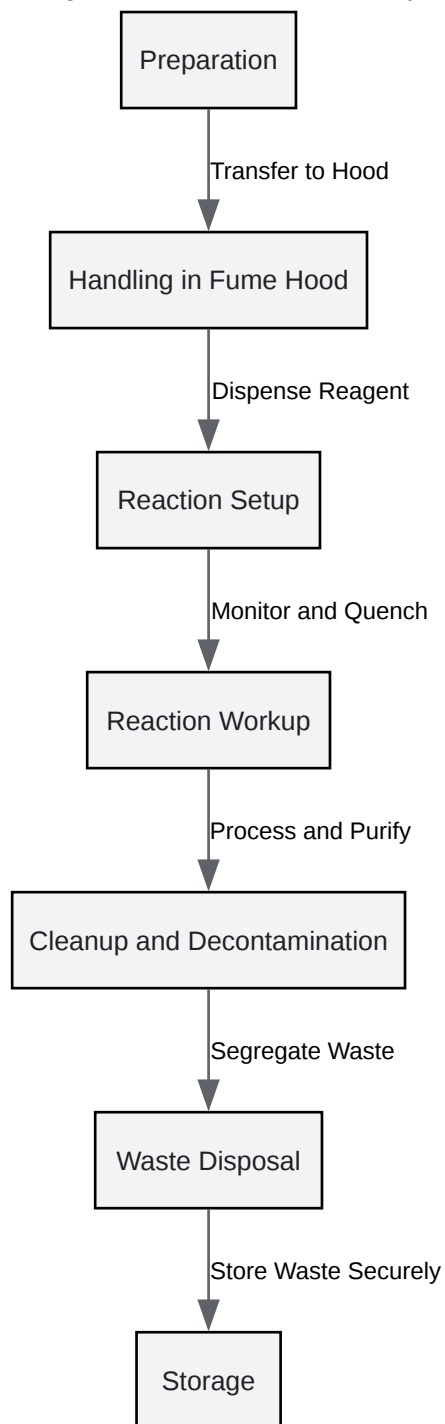 Preparation
Transfer to Hood
Handling in Fume Hood
Dispense Reagent
Reaction Setup
Monitor and Quench
Reaction Workup
Process and Purify
Cleanup and Decontamination
Segregate Waste
Waste Disposal
Store Waste Securely
Storage